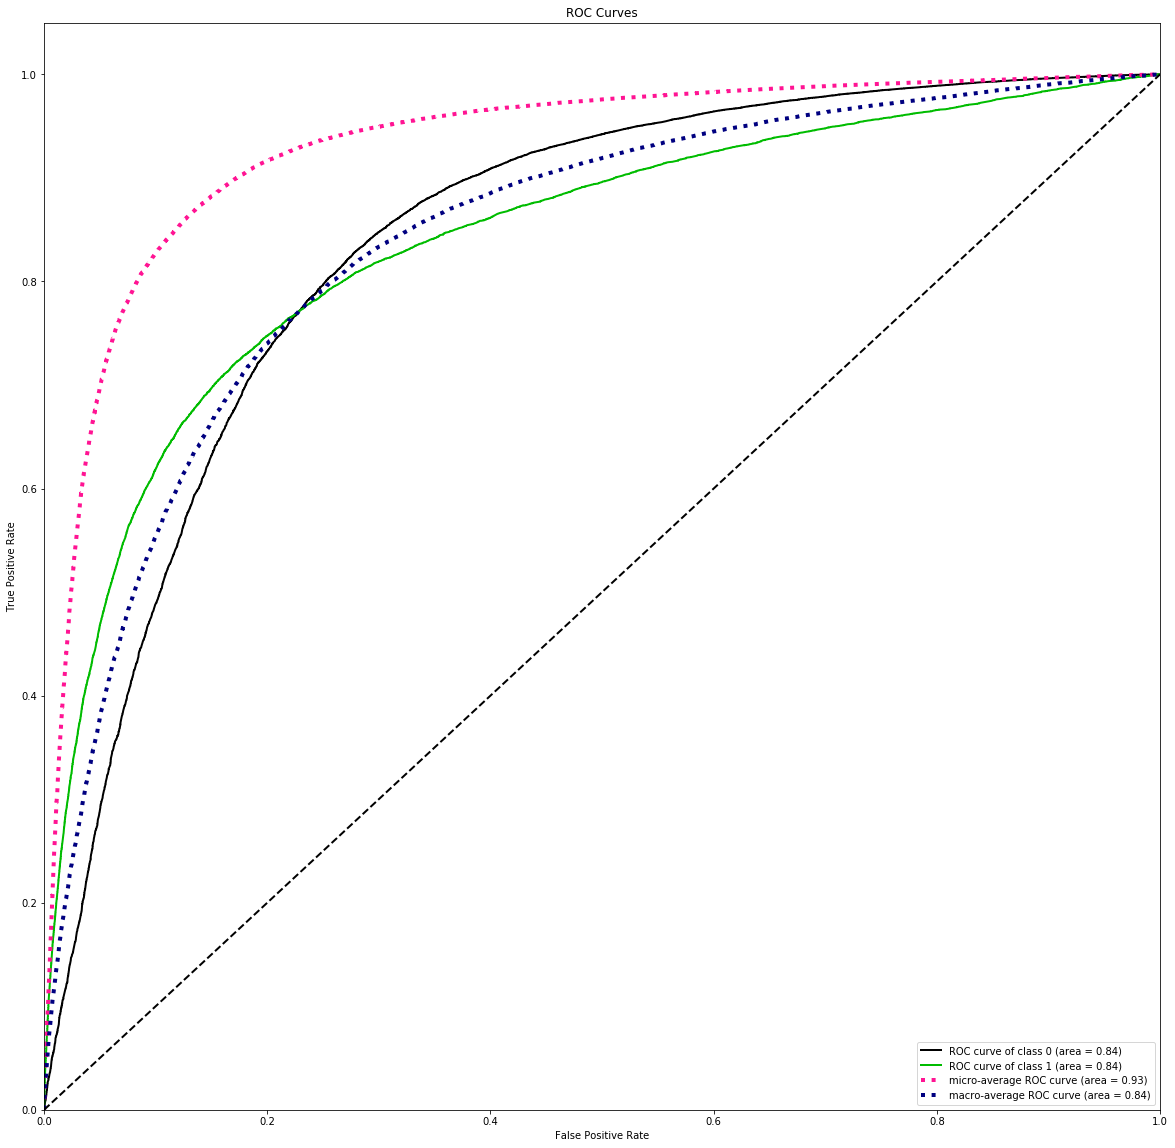 ROC Curves
1.0
0.8
0.6
0.4
0.2
0.0
True Positive Rate
0.0 0.2 0.4 0.6 0.8 1.0
False Positive Rate
ROC curve of class 0 (area = 0.84)
ROC curve of class 1 (area = 0.84)
micro-average ROC curve (area = 0.93)
macro-average ROC curve (area = 0.84)